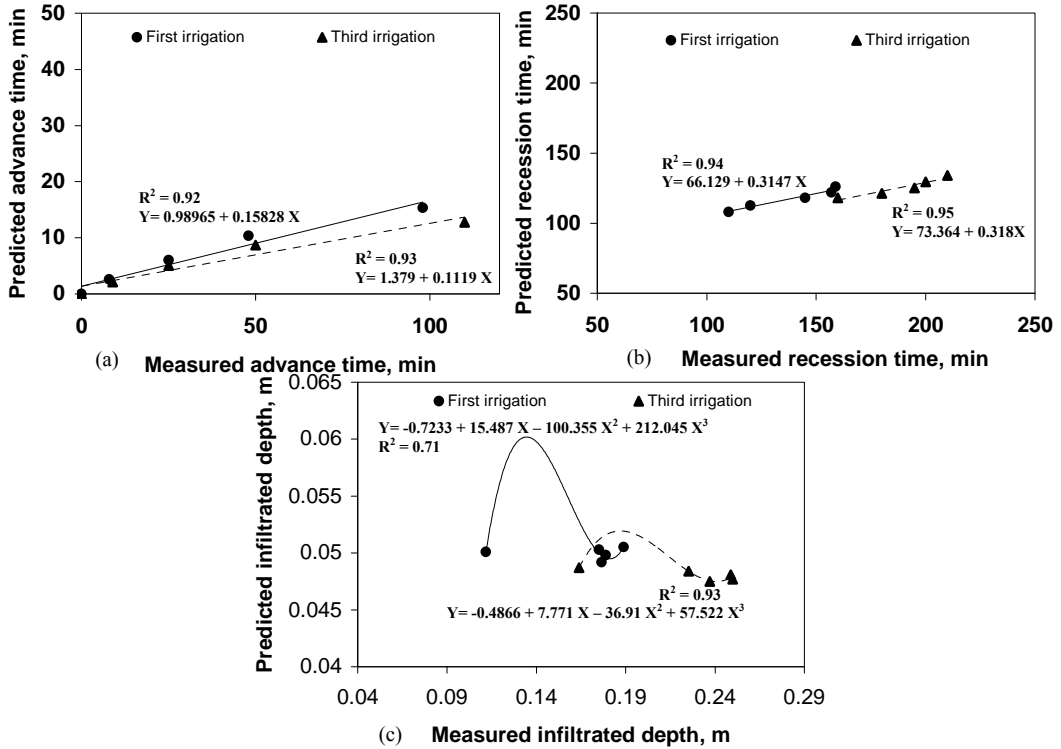 Predicted advance time, min
50
40
30
20
10
0
First irrigation
Third irrigation
R² = 0.92
Y= 0.98965 + 0.15828 X
R² = 0.93
Y= 1.379 + 0.1119 X
0
50
100
(a)
Measured advance time, min
Predicted recession time, min
250
200
150
100
50
First irrigation
Third irrigation
R² = 0.94
Y= 66.129 + 0.3147 X
R² = 0.95
Y= 73.364 + 0.318X
50
100
150
200
250
(b)
Measured recession time, min
Predicted infiltrated depth, m
0.065
0.06
0.055
0.05
0.045
0.04
First irrigation
Third irrigation
Y= -0.7233 + 15.487 X – 100.355 X² + 212.045 X³
R² = 0.71
R² = 0.93
Y= -0.4866 + 7.771 X – 36.91 X² + 57.522 X³
0.04
0.09
0.14
0.19
0.24
0.29
(c)
Measured infiltrated depth, m